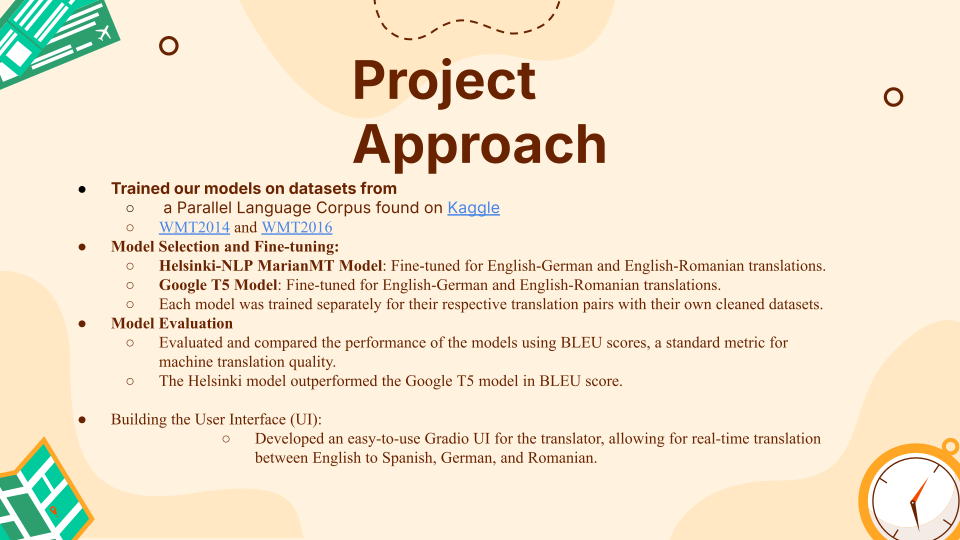 Project
Approach
● Trained our models on datasets from
○ a Parallel Language Corpus found on Kaggle
○ WMT2014 and WMT2016
● Model Selection and Fine-tuning:
○ Helsinki-NLP MarianMT Model: Fine-tuned for English-German and English-Romanian translations.
○ Google T5 Model: Fine-tuned for English-German and English-Romanian translations.
○ Each model was trained separately for their respective translation pairs with their own cleaned datasets.
● Model Evaluation
○ Evaluated and compared the performance of the models using BLEU scores, a standard metric for
machine translation quality.
○ The Helsinki model outperformed the Google T5 model in BLEU score.
● Building the User Interface (UI):
○ Developed an easy-to-use Gradio UI for the translator, allowing for real-time translation
between English to Spanish, German, and Romanian.